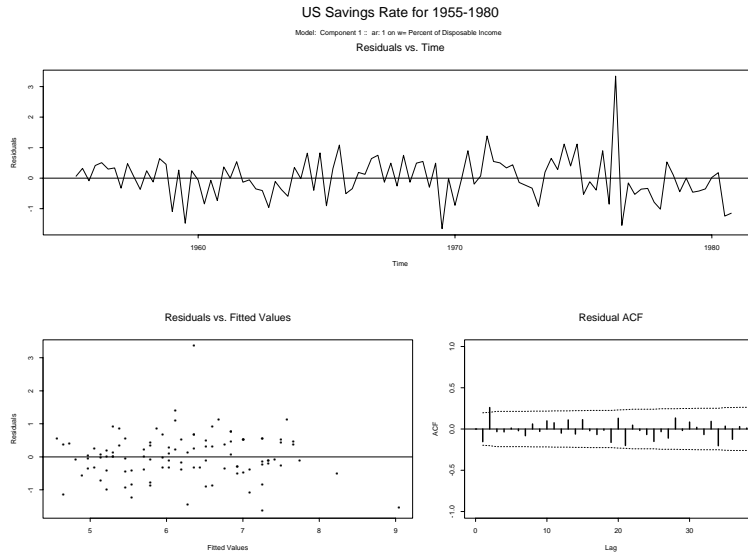 US Savings Rate for 1955-1980
Model: Component 1 :: ar: 1 on w= Percent of Disposable Income
Residuals vs. Time
Residuals
3
2
1
0
-1
1960
1970
1980
Time
Residuals vs. Fitted Values
Residuals
3
2
1
0
-1
5
6
7
8
9
Fitted Values
Residual ACF
ACF
1.0
0.5
0.0
-0.5
-1.0
0
10
20
30
Lag